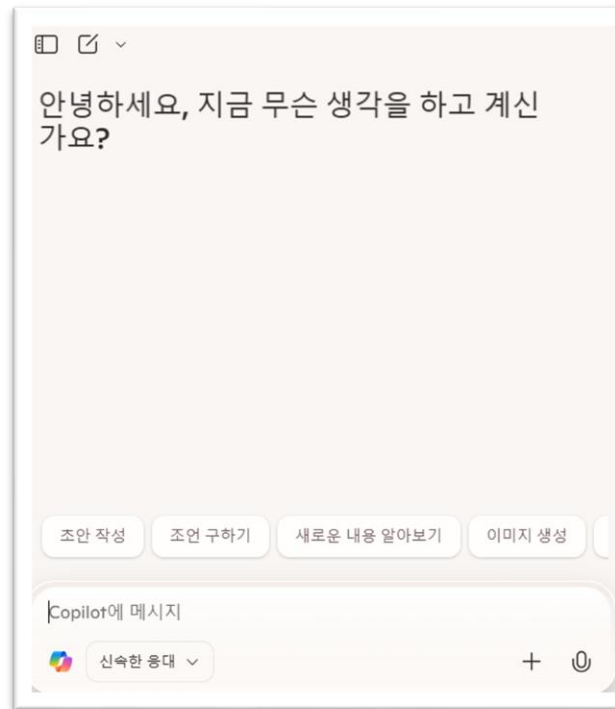 안녕하세요, 지금 무슨 생각을 하고 계신
가요?
초안 작성 조언 구하기 새로운 내용 알아보기 이미지 생성
Copilot에 메시지
신속한 응대